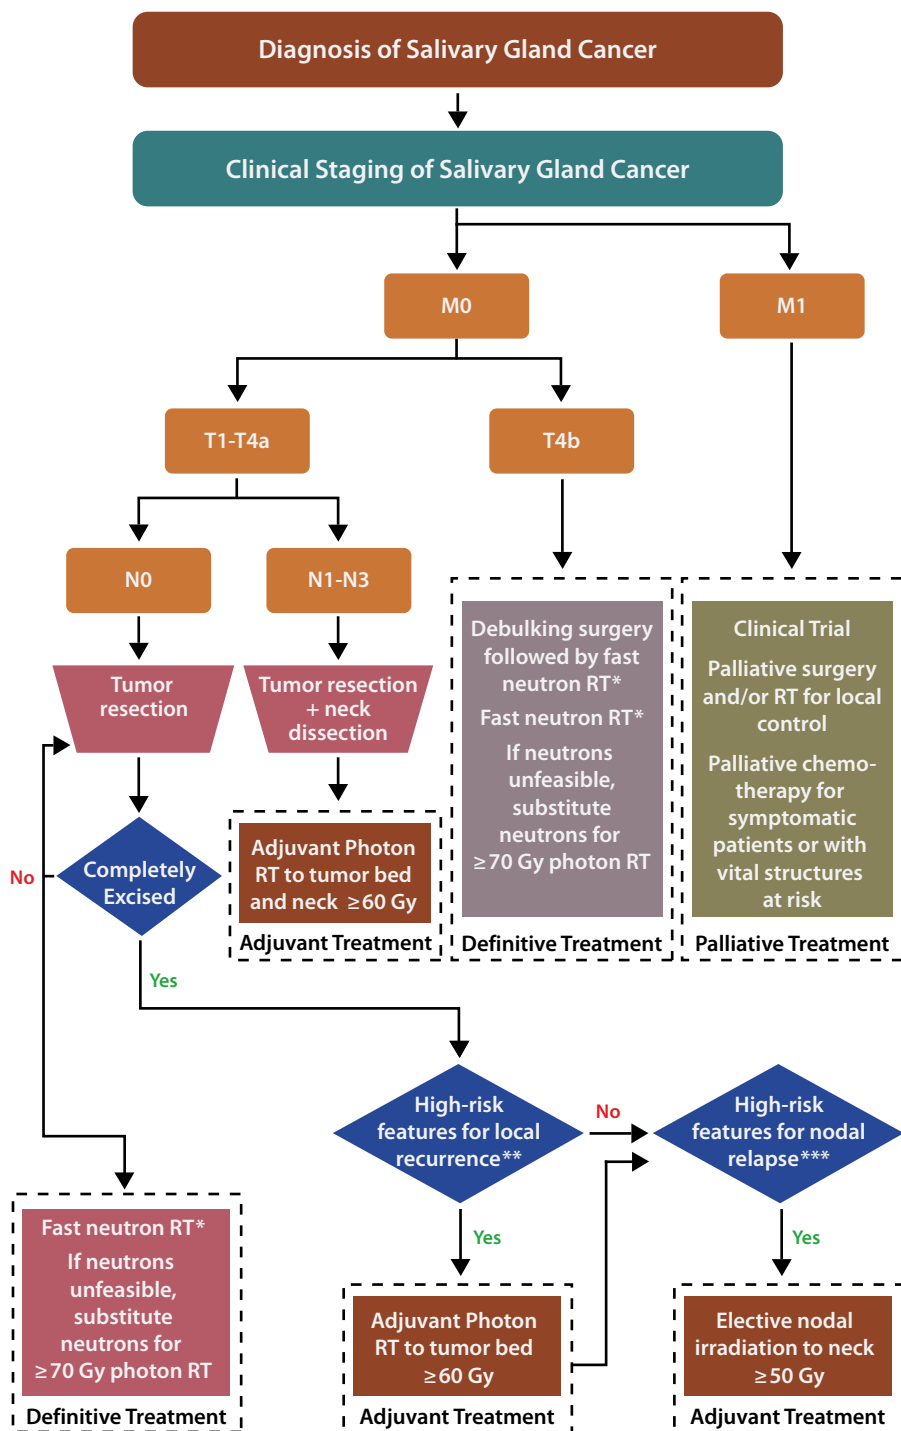 Diagnosis of Salivary Gland Cancer
Clinical Staging of Salivary Gland Cancer
M0
M1
T1-T4a
T4b
N0
N1-N3
Tumor
resection
Tumor resection
+ neck
dissection
Debulking surgery
followed by fast
neutron RT*
Fast neutron RT*
If neutrons
unfeasible,
substitute
neutrons for
≥70 Gy photon RT
Definitive Treatment
Clinical Trial
Palliative surgery
and/or RT for local
control
Palliative chemo-
therapy for
symptomatic
patients or with
vital structures
at risk
Palliative Treatment
Adjuvant Photon
RT to tumor bed
and neck ≥60 Gy
Adjuvant Treatment
Completely
Excised
No
Yes
High-risk
features for local
recurrence**
No
High-risk
features for nodal
relapse***
Yes
Yes
Fast neutron RT*
If neutrons
unfeasible,
substitute
neutrons for
≥70 Gy photon RT
Definitive Treatment
Adjuvant Photon
RT to tumor bed
≥60 Gy
Adjuvant Treatment
Elective nodal
irradiation to neck
≥50 Gy
Adjuvant Treatment